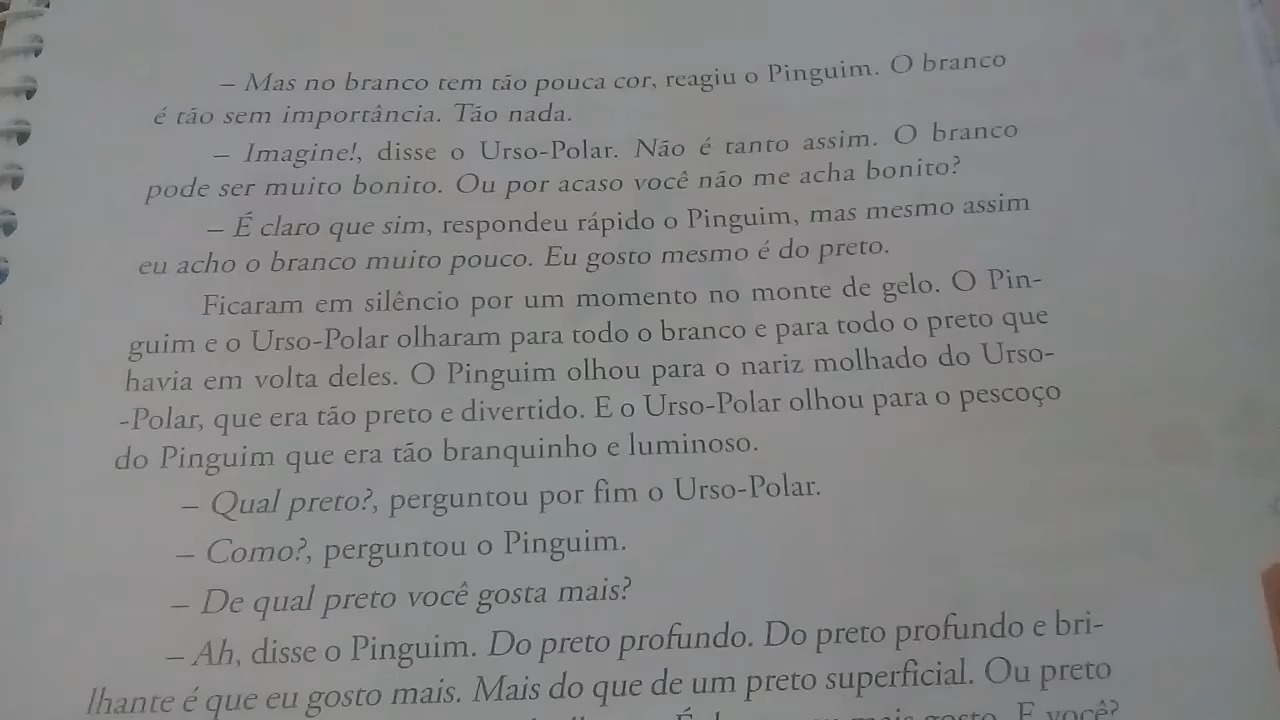 – Mas no branco tem tão pouca cor, reagiu o Pinguim. O branco
é tão sem importância. Tão nada.
– Imagine!, disse o Urso-Polar. Não é tanto assim. O branco
pode ser muito bonito. Ou por acaso você não me acha bonito?
– É claro que sim, respondeu rápido o Pinguim, mas mesmo assim
eu acho o branco muito pouco. Eu gosto mesmo é do preto.
Ficaram em silêncio por um momento no monte de gelo. O Pin-
guim e o Urso-Polar olharam para todo o branco e para todo o preto que
havia em volta deles. O Pinguim olhou para o nariz molhado do Urso-
-Polar, que era tão preto e divertido. E o Urso-Polar olhou para o pescoço
do Pinguim que era tão branquinho e luminoso.
– Qual preto?, perguntou por fim o Urso-Polar.
– Como?, perguntou o Pinguim.
– De qual preto você gosta mais?
– Ah, disse o Pinguim. Do preto profundo. Do preto profundo e bri-
lhante é que eu gosto mais. Mais do que de um preto superficial. Ou preto
mais gosto. E você?